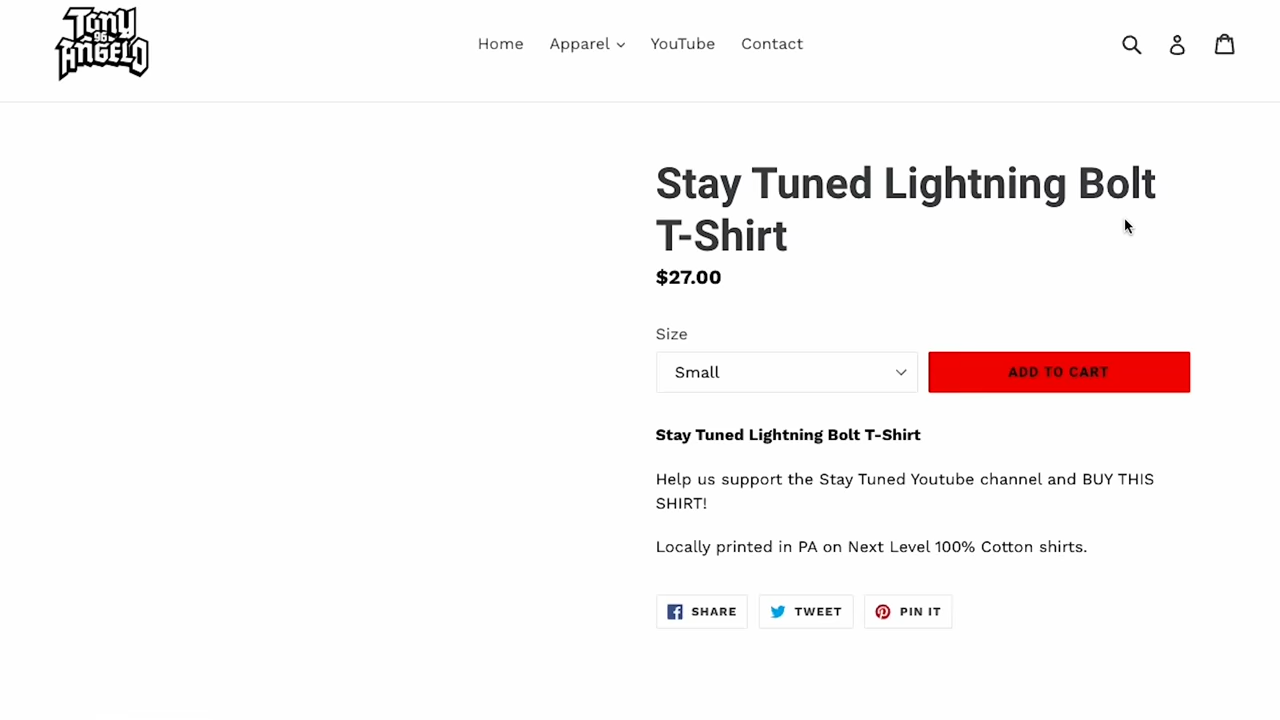 Tony
96
Angelo
Home Apparel YouTube Contact
Stay Tuned Lightning Bolt
T-Shirt
$27.00
Size
Small ADD TO CART
Stay Tuned Lightning Bolt T-Shirt
Help us support the Stay Tuned Youtube channel and BUY THIS
SHIRT!
Locally printed in PA on Next Level 100% Cotton shirts.
SHARE TWEET PIN IT